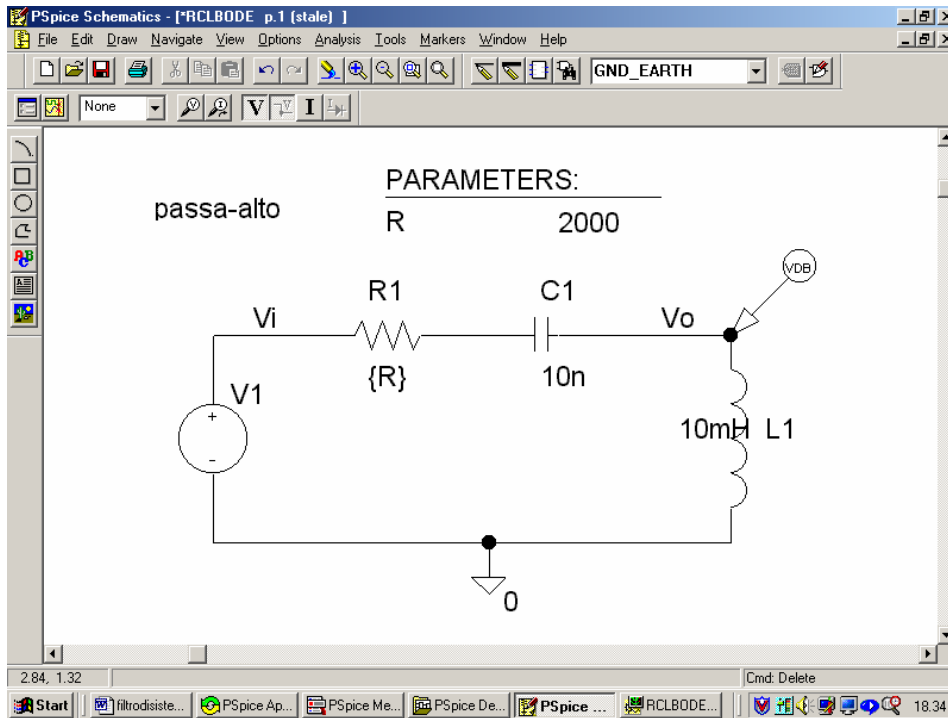 PSpice Schematics - [*RCLBODE p.1 (stale) ]
File Edit Draw Navigate View Options Analysis Tools Markers Window Help
GND_EARTH
None V I
PARAMETERS:
passa-alto
R 2000
VDB
R1 C1
Vi Vo
{R} 10n
V1
+
-
10mH L1
0
2.84, 1.32 Cmd: Delete
Start filtrodisiste... PSpice Ap... PSpice Me... PSpice De... PSpice ... RCLBODE... 18.34